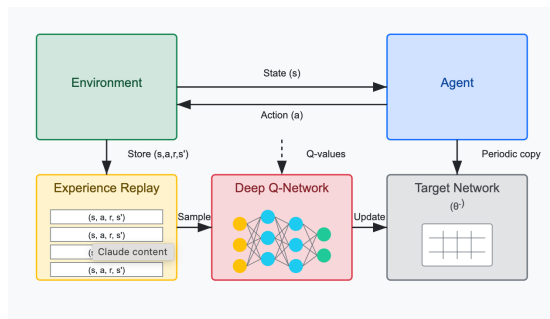 Environment
State (s)
Agent
Action (a)
Store (s,a,r,s')
Q-values
Periodic copy
Experience Replay
(s, a, r, s')
(s, a, r, s')
(s
Claude content
(s, a, r, s')
Sample
Deep Q-Network
Update
Target Network
(θ⁻)